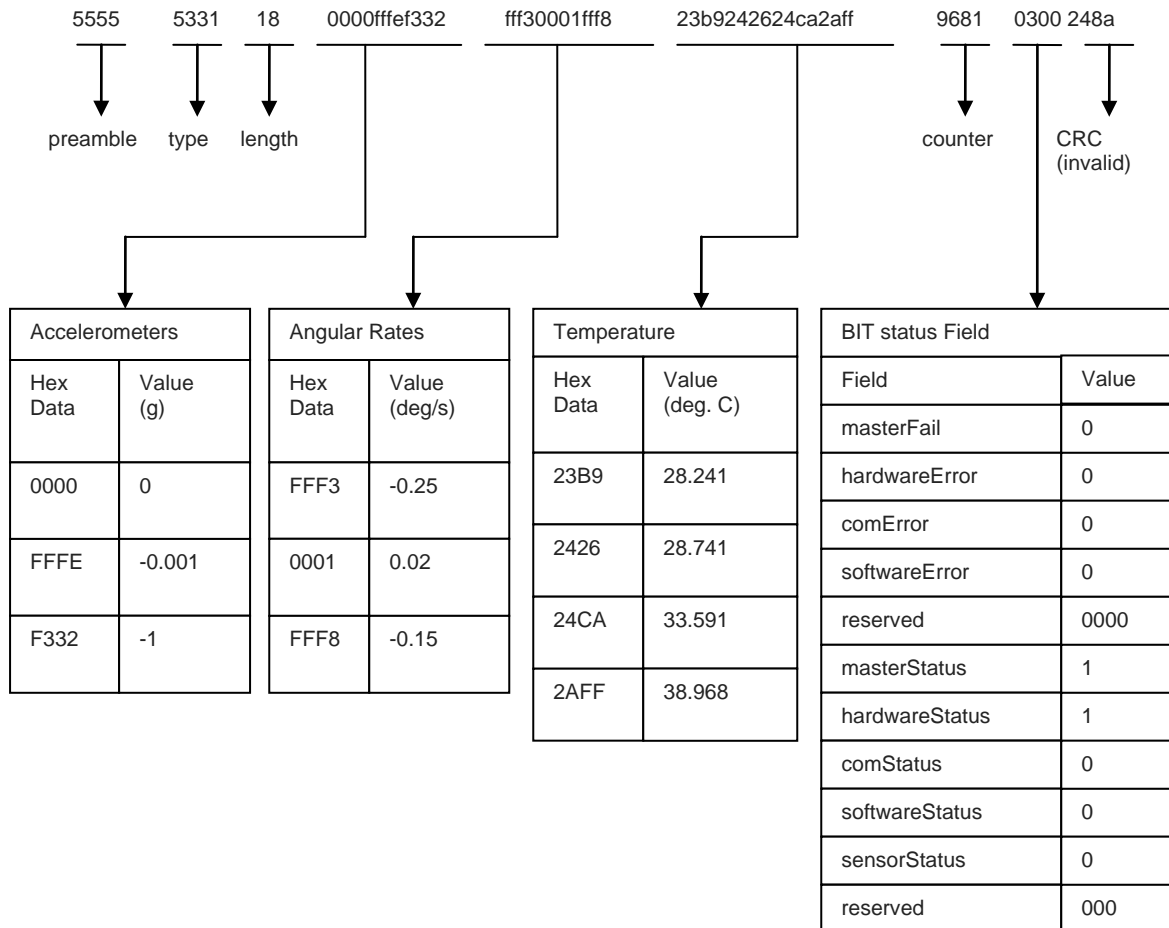 5555 5331 18 0000fffef332 fff30001fff8 23b9242624ca2aff 9681 0300 248a
preamble type length counter CRC
(invalid)
Accelerometers
Hex Data Value (g)
0000 0
FFFE -0.001
F332 -1
Angular Rates
Hex Data Value (deg/s)
FFF3 -0.25
0001 0.02
FFF8 -0.15
Temperature
Hex Data Value (deg. C)
23B9 28.241
2426 28.741
24CA 33.591
2AFF 38.968
BIT status Field
Field Value
masterFail 0
hardwareError 0
comError 0
softwareError 0
reserved 0000
masterStatus 1
hardwareStatus 1
comStatus 0
softwareStatus 0
sensorStatus 0
reserved 000